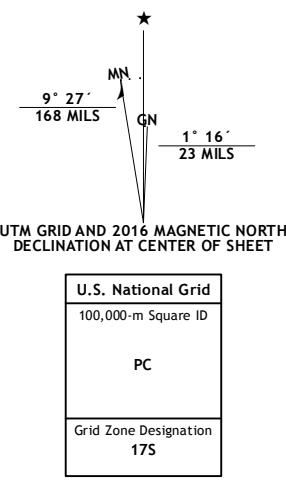 ★
MN
9° 27´
168 MILS
GN
1° 16´
23 MILS
UTM GRID AND 2016 MAGNETIC NORTH
DECLINATION AT CENTER OF SHEET
U.S. National Grid
100,000-m Square ID
PC
Grid Zone Designation
17S